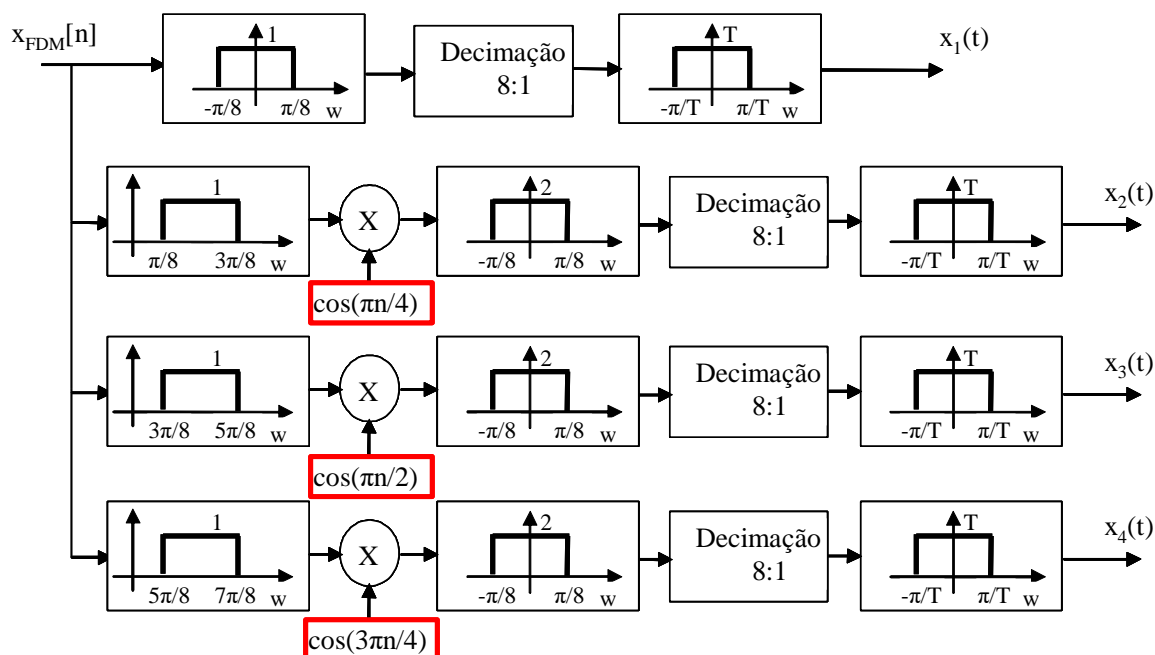 x_FDM[n]
1
-π/8 π/8 w
Decimação
8:1
T
-π/T π/T w
x_1(t)
1
π/8 3π/8 w
X
cos(πn/4)
2
-π/8 π/8 w
Decimação
8:1
T
-π/T π/T w
x_2(t)
1
3π/8 5π/8 w
X
cos(πn/2)
2
-π/8 π/8 w
Decimação
8:1
T
-π/T π/T w
x_3(t)
1
5π/8 7π/8 w
X
cos(3πn/4)
2
-π/8 π/8 w
Decimação
8:1
T
-π/T π/T w
x_4(t)